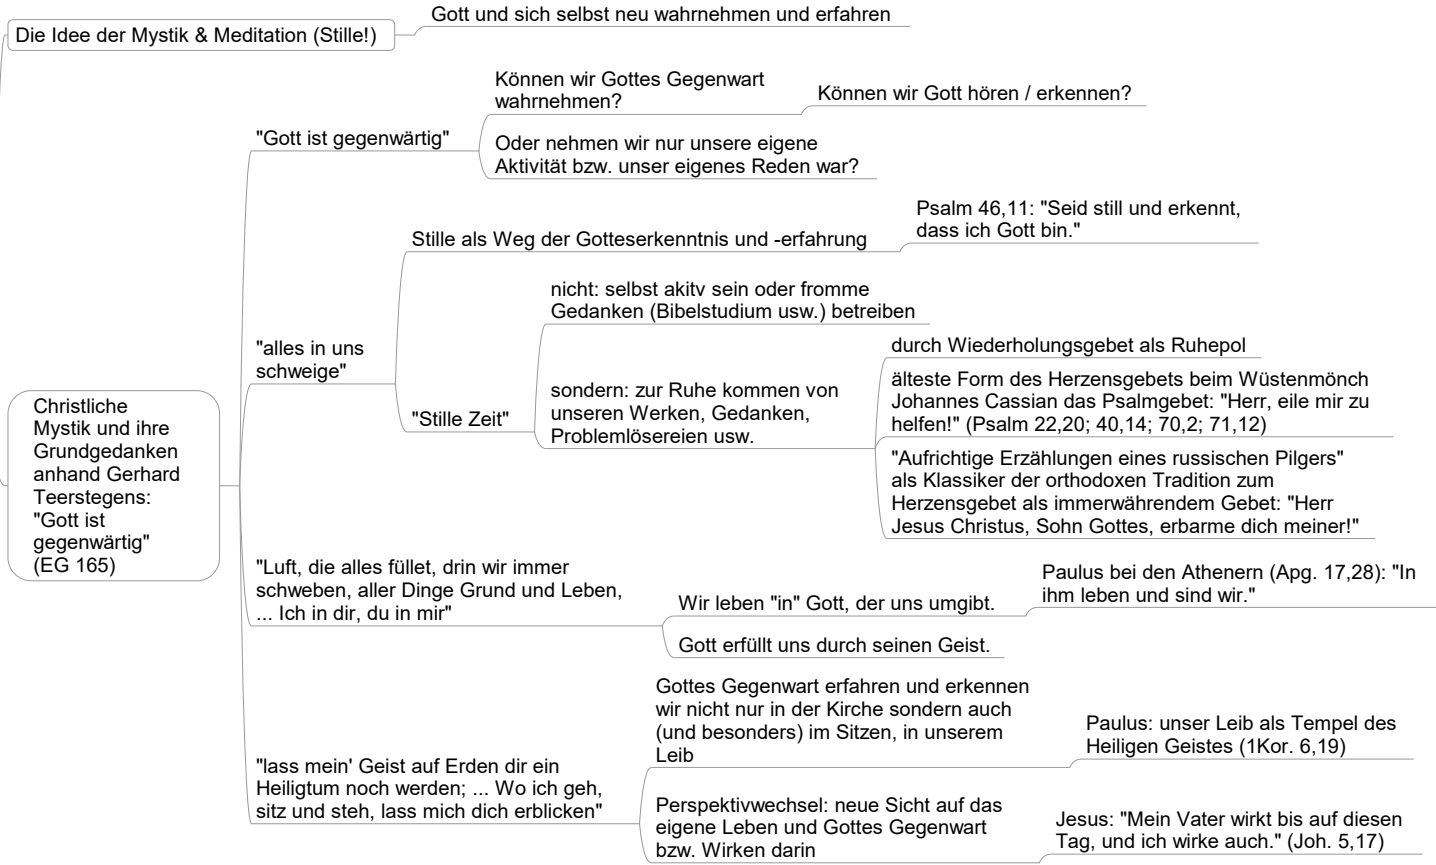 Gott und sich selbst neu wahrnehmen und erfahren
Die Idee der Mystik & Meditation (Stille!)
Christliche
Mystik und ihre
Grundgedanken
anhand Gerhard
Teerstegens:
"Gott ist
gegenwärtig"
(EG 165)
"Gott ist gegenwärtig"
Können wir Gottes Gegenwart
wahrnehmen?
Können wir Gott hören / erkennen?
Oder nehmen wir nur unsere eigene
Aktivität bzw. unser eigenes Reden war?
"alles in uns
schweige"
Stille als Weg der Gotteserkenntnis und -erfahrung
Psalm 46,11: "Seid still und erkennt,
dass ich Gott bin."
"Stille Zeit"
nicht: selbst akitv sein oder fromme
Gedanken (Bibelstudium usw.) betreiben
sondern: zur Ruhe kommen von
unseren Werken, Gedanken,
Problemlösereien usw.
durch Wiederholungsgebet als Ruhepol
älteste Form des Herzensgebets beim Wüstenmönch
Johannes Cassian das Psalmgebet: "Herr, eile mir zu
helfen!" (Psalm 22,20; 40,14; 70,2; 71,12)
"Aufrichtige Erzählungen eines russischen Pilgers"
als Klassiker der orthodoxen Tradition zum
Herzensgebet als immerwährendem Gebet: "Herr
Jesus Christus, Sohn Gottes, erbarme dich meiner!"
"Luft, die alles füllet, drin wir immer
schweben, aller Dinge Grund und Leben,
... Ich in dir, du in mir"
Wir leben "in" Gott, der uns umgibt.
Paulus bei den Athenern (Apg. 17,28): "In
ihm leben und sind wir."
Gott erfüllt uns durch seinen Geist.
"lass mein' Geist auf Erden dir ein
Heiligtum noch werden; ... Wo ich geh,
sitz und steh, lass mich dich erblicken"
Gottes Gegenwart erfahren und erkennen
wir nicht nur in der Kirche sondern auch
(und besonders) im Sitzen, in unserem
Leib
Paulus: unser Leib als Tempel des
Heiligen Geistes (1Kor. 6,19)
Perspektivwechsel: neue Sicht auf das
eigene Leben und Gottes Gegenwart
bzw. Wirken darin
Jesus: "Mein Vater wirkt bis auf diesen
Tag, und ich wirke auch." (Joh. 5,17)